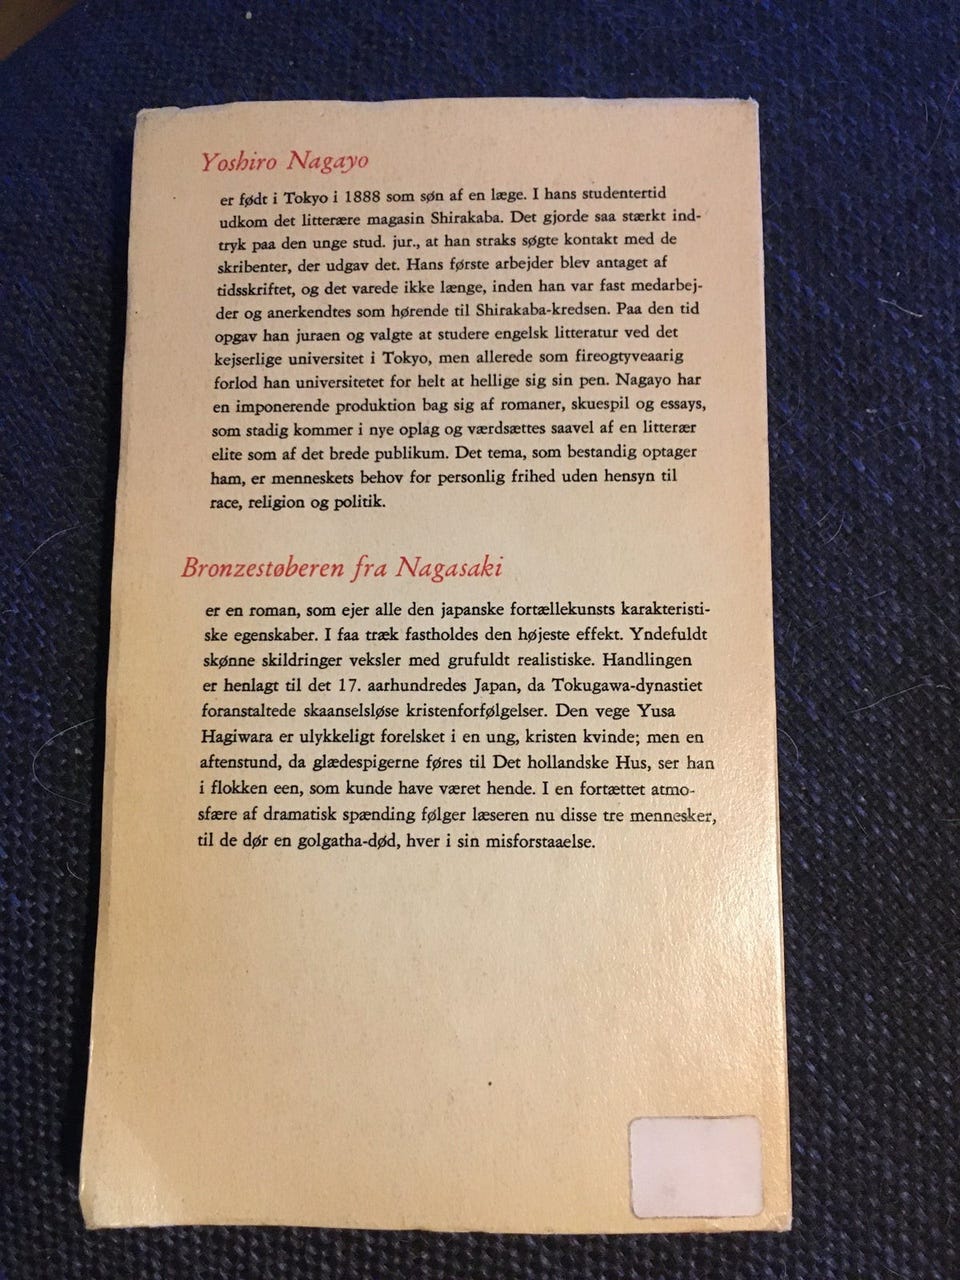 Yoshiro Nagayo
er født i Tokyo i 1888 som søn af en læge. I hans studentertid
udkom det litterære magasin Shirakaba. Det gjorde saa stærkt ind-
tryk paa den unge stud. jur., at han straks søgte kontakt med de
skribenter, der udgav det. Hans første arbejder blev antaget af
tidsskriftet, og det varede ikke længe, inden han var fast medarbej-
der og anerkendtes som hørende til Shirakaba-kredsen. Paa den tid
opgav han juraen og valgte at studere engelsk litteratur ved det
kejserlige universitet i Tokyo, men allerede som fireogtyveaarig
forlod han universitetet for helt at hellige sig sin pen. Nagayo har
en imponerende produktion bag sig af romaner, skuespil og essays,
som stadig kommer i nye oplag og værdsættes saavel af en litterær
elite som af det brede publikum. Det tema, som bestandig optager
ham, er menneskets behov for personlig frihed uden hensyn til
race, religion og politik.
Bronzestøberen fra Nagasaki
er en roman, som ejer alle den japanske fortællekunsts karakteristi-
ske egenskaber. I faa træk fastholdes den højeste effekt. Yndefuldt
skønne skildringer veksler med grufuldt realistiske. Handlingen
er henlagt til det 17. aarhundredes Japan, da Tokugawa-dynastiet
foranstaltede skaanselsløse kristenforfølgelser. Den vege Yusa
Hagiwara er ulykkeligt forelsket i en ung, kristen kvinde; men en
aftenstund, da glædespigerne føres til Det hollandske Hus, ser han
i flokken een, som kunde have været hende. I en fortættet atmo-
sfære af dramatisk spænding følger læseren nu disse tre mennesker,
til de dør en golgatha-død, hver i sin misforstaaelse.